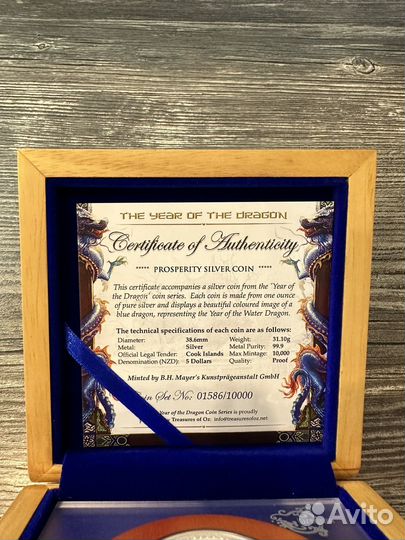 THE YEAR OF THE DRAGON
Certificate of Authenticity
***** PROSPERITY SILVER COIN *****
This certificate accompanies a silver coin from the 'Year of
the Dragon' coin series. Each coin is made from one ounce
of pure silver and displays a beautiful coloured image of a
blue dragon, representing the Year of the Water Dragon.
The technical specifications of each coin are as follows:
Diameter: 38.6mm Weight: 31.10g
Metal: Silver Metal Purity: 99.9
Official Legal Tender: Cook Islands Max Mintage: 10,000
Denomination (NZD): 5 Dollars Quality: Proof
Minted by B.H. Mayer's Kunstprägeanstalt GmbH
in Set No: 01586/10000
Year of the Dragon Coin Series is proudly
Treasures of Oz: info@treasuresofoz.net
Avito